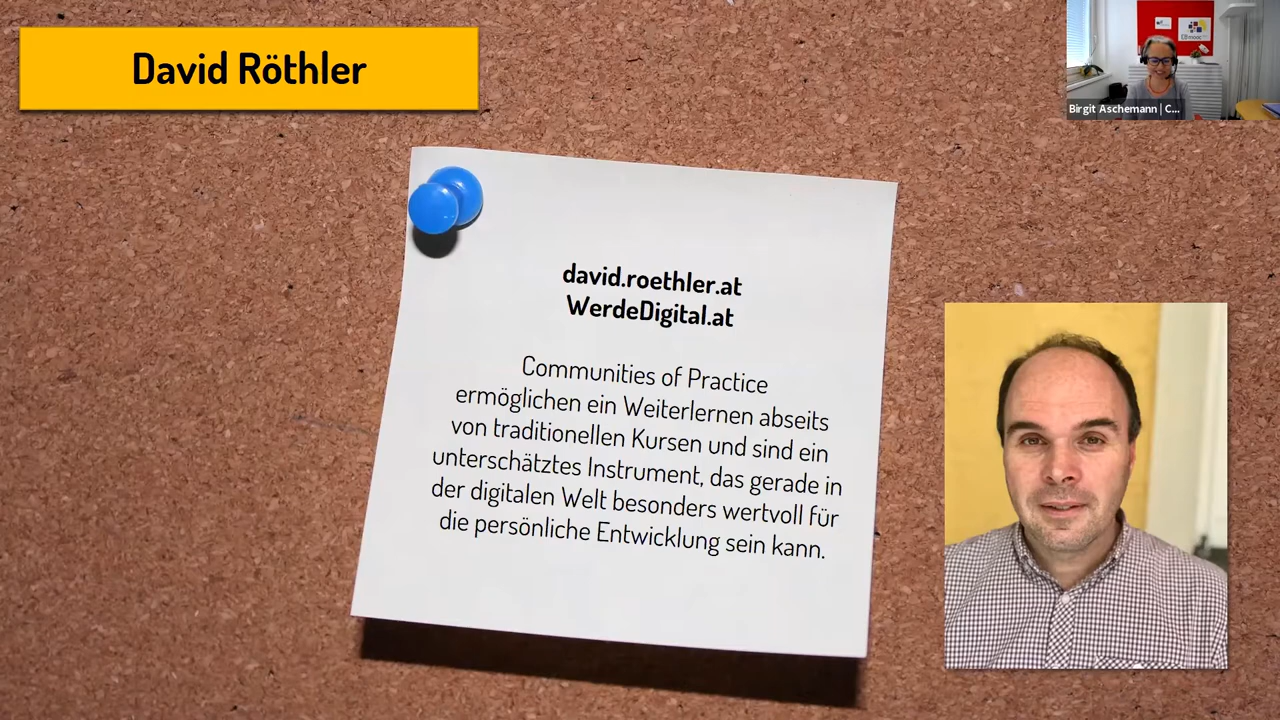 David Röthler
Birgit Aschemann | C...
david.roethler.at
WerdeDigital.at
Communities of Practice
ermöglichen ein Weiterlernen abseits
von traditionellen Kursen und sind ein
unterschätztes Instrument, das gerade in
der digitalen Welt besonders wertvoll für
die persönliche Entwicklung sein kann.